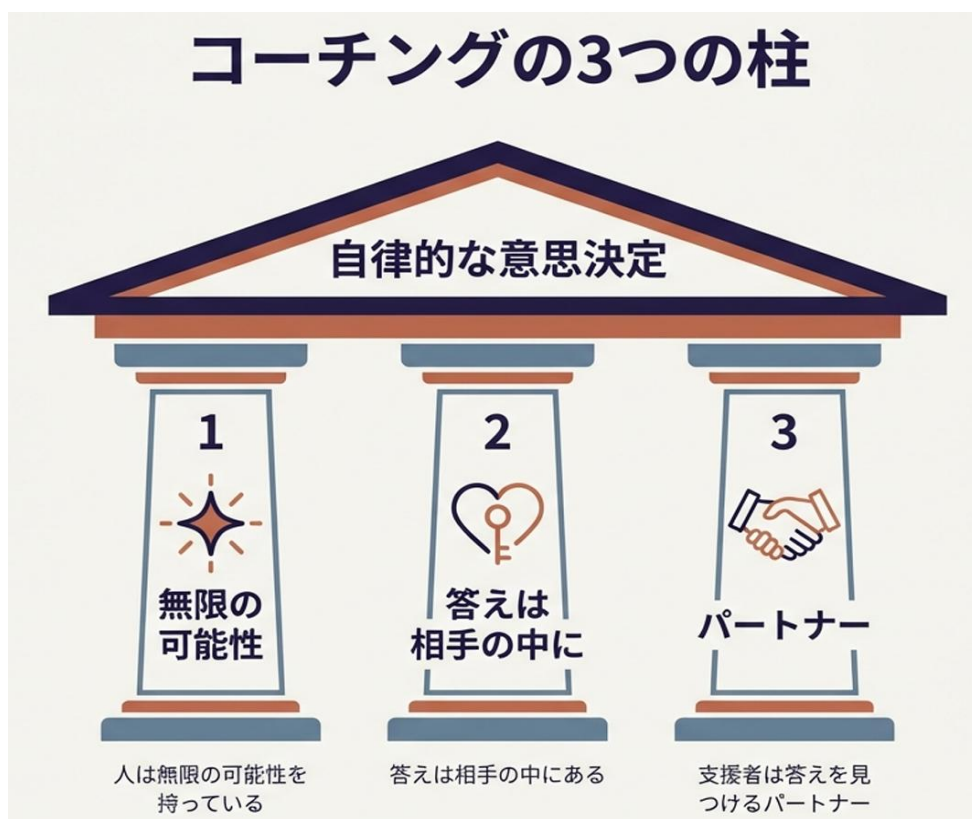 コーチングの3つの柱
自律的な意思決定
1
無限の
可能性
人は無限の可能性を
持っている
2
答えは
相手の中に
答えは相手の中にある
3
パートナー
支援者は答えを見
つけるパートナー